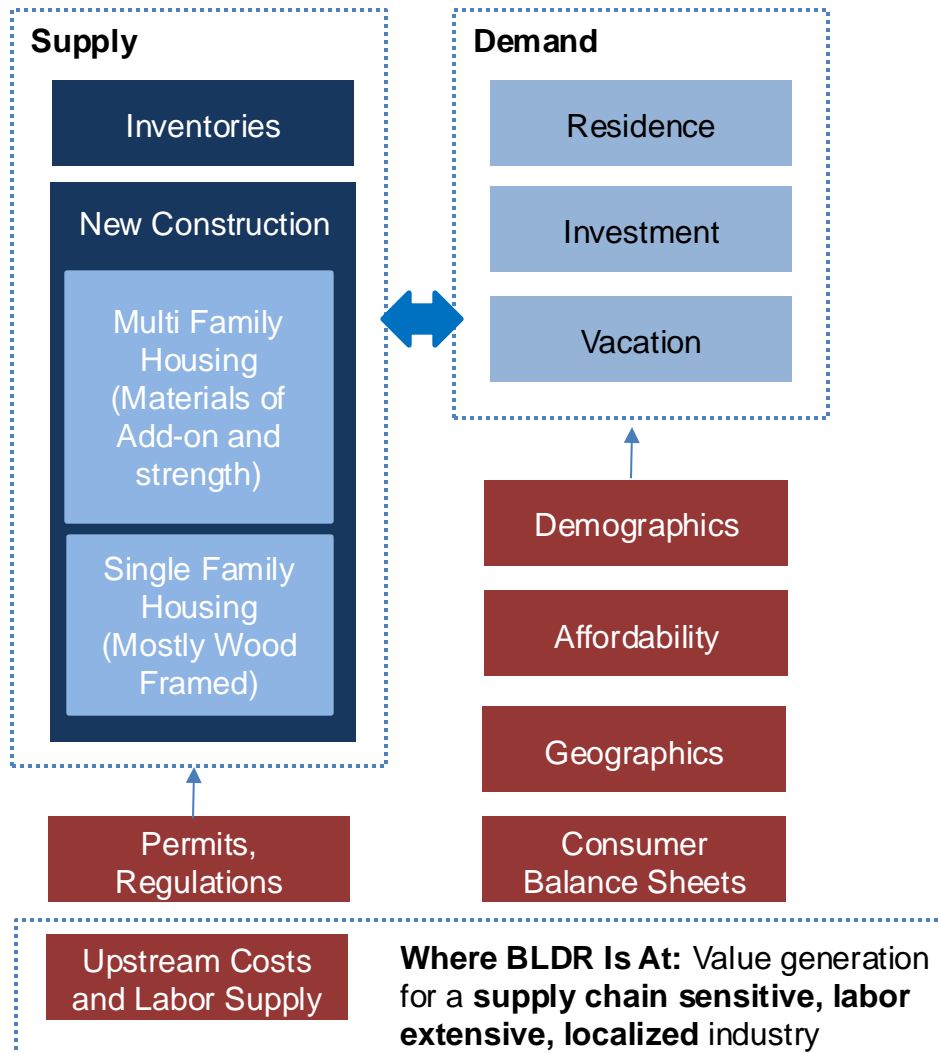 Supply
Inventories
New Construction
Multi Family
Housing
(Materials of
Add-on and
strength)
Single Family
Housing
(Mostly Wood
Framed)
Permits,
Regulations
Upstream Costs
and Labor Supply
Demand
Residence
Investment
Vacation
Demographics
Affordability
Geographics
Consumer
Balance Sheets
Where BLDR Is At: Value generation
for a supply chain sensitive, labor
extensive, localized industry